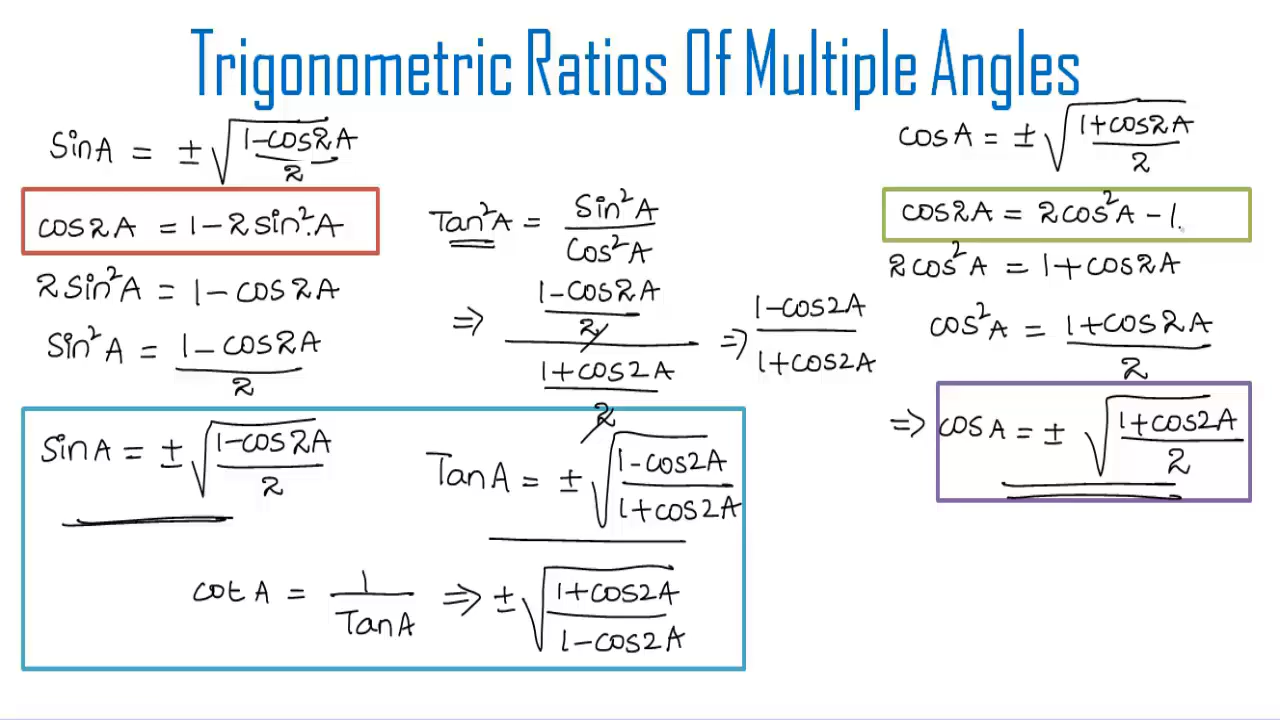 Trigonometric Ratios Of Multiple Angles
SinA = ± √((1-cos2A)/2)
cos2A = 1-2sin²A
2Sin²A = 1-cos2A
Sin²A = (1-cos2A)/2
SinA = ± √((1-cos2A)/2)
Tan²A = Sin²A/Cos²A
⇒ ((1-cos2A)/2)/((1+cos2A)/2) ⇒ (1-cos2A)/(1+cos2A)
TanA = ± √((1-cos2A)/(1+cos2A))
cotA = 1/TanA ⇒ ± √((1+cos2A)/(1-cos2A))
cosA = ± √((1+cos2A)/2)
cos2A = 2cos²A-1
2cos²A = 1+cos2A
cos²A = (1+cos2A)/2
⇒ cosA = ± √((1+cos2A)/2)